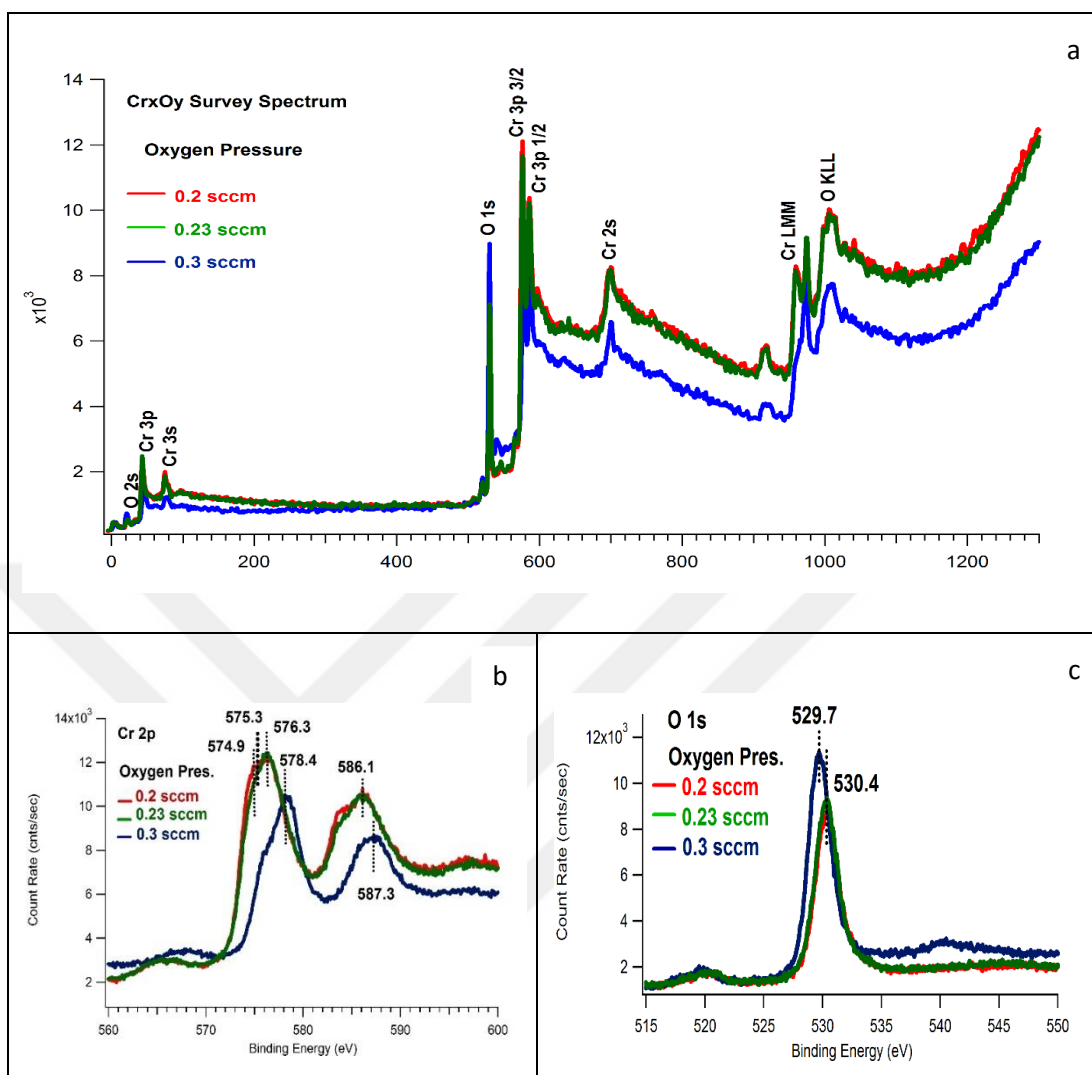 a
14
12
10
8
6
4
2
x10³
0
200
400
600
800
1000
1200
CrxOy Survey Spectrum
Oxygen Pressure
0.2 sccm
0.23 sccm
0.3 sccm
O 2s
Cr 3p
Cr 3s
O 1s
Cr 3p 3/2
Cr 3p 1/2
Cr 2s
Cr LMM
O KLL
b
14x10³
12
10
8
6
4
2
Count Rate (cnts/sec)
Cr 2p
Oxygen Pres.
0.2 sccm
0.23 sccm
0.3 sccm
575.3
574.9
576.3
578.4
586.1
587.3
560
570
580
590
600
Binding Energy (eV)
c
12x10³
10
8
6
4
2
Count Rate (cnts/sec)
O 1s
Oxygen Pres.
0.2 sccm
0.23 sccm
0.3 sccm
529.7
530.4
515
520
525
530
535
540
545
550
Binding Energy (eV)